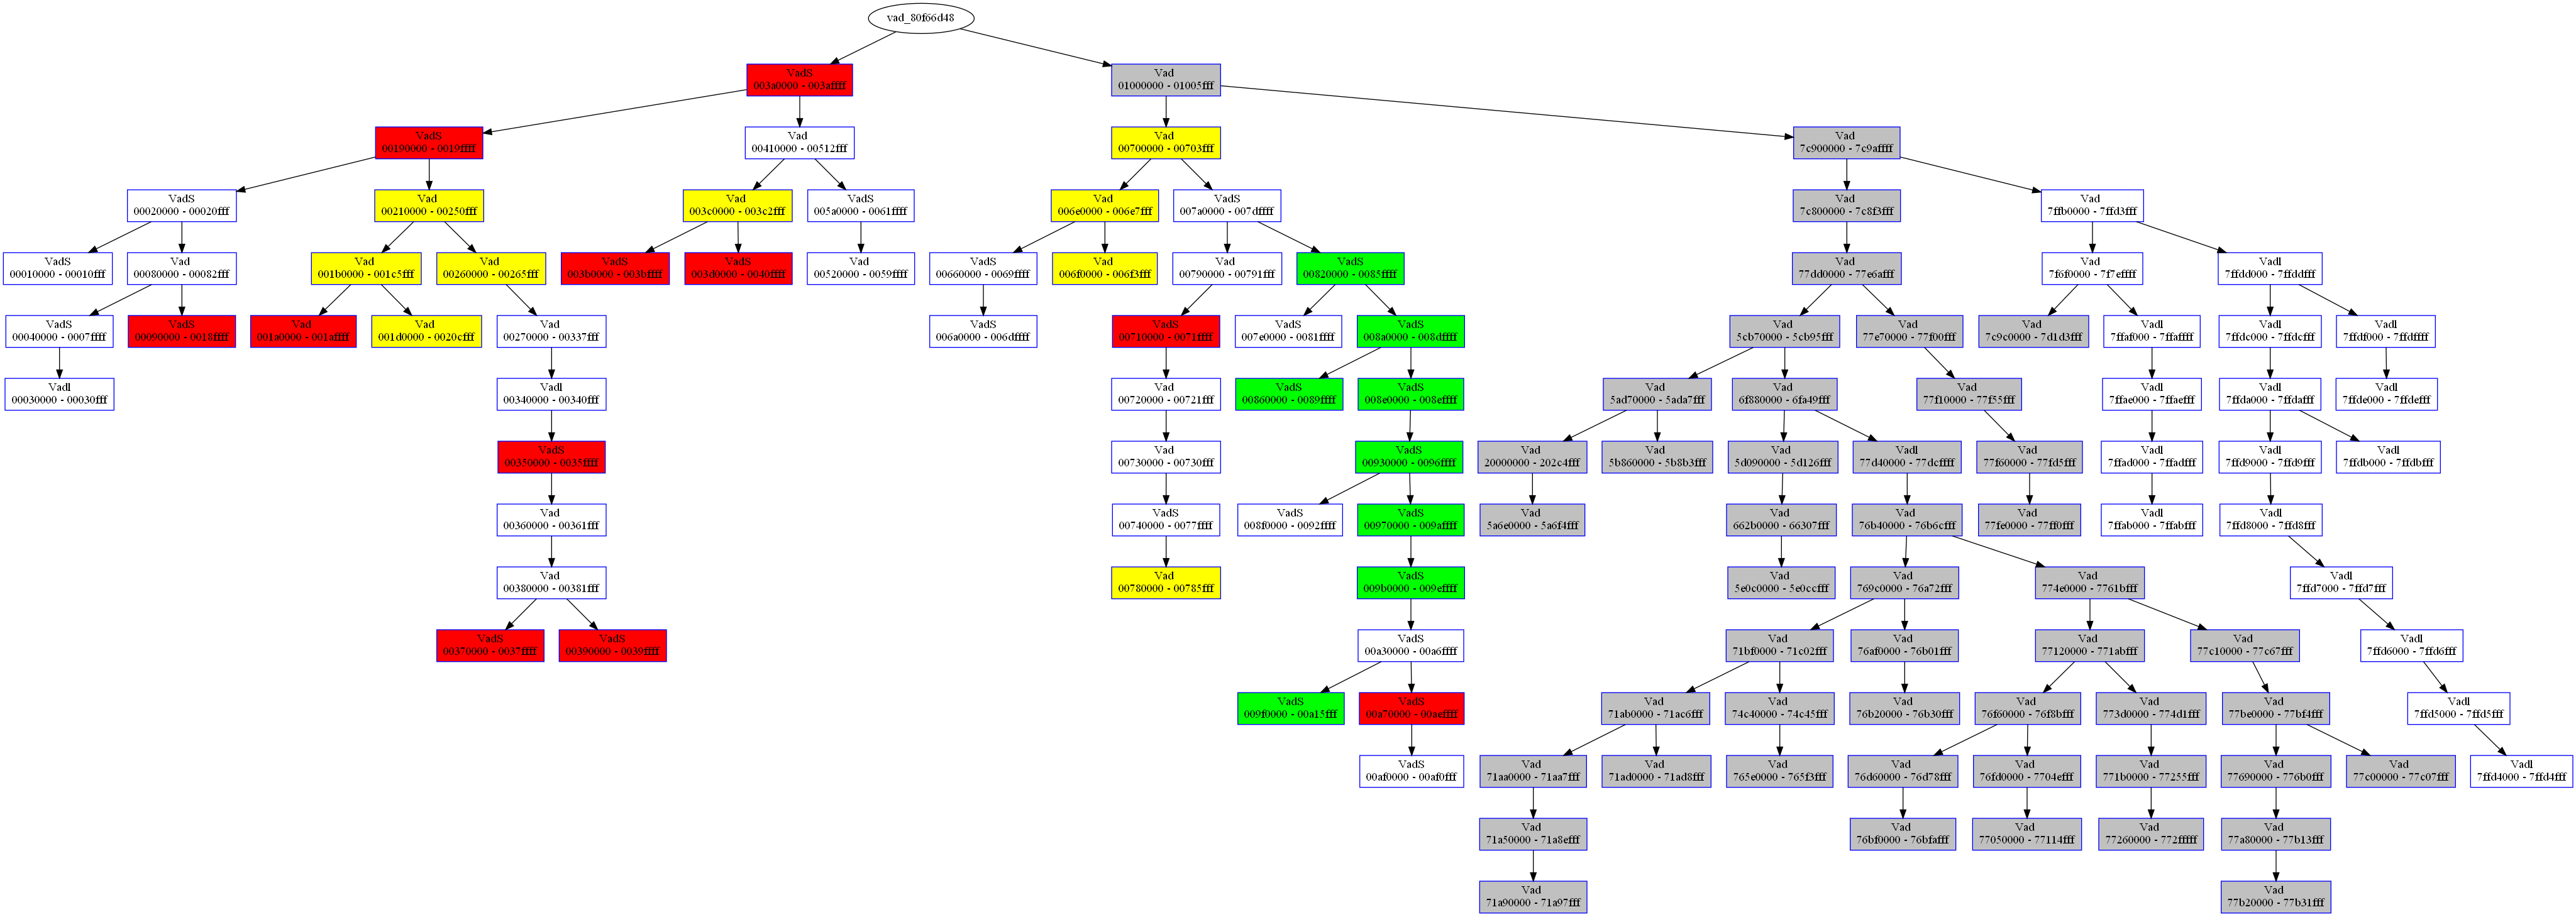 vad_80f66d48
VadS
003a0000 - 003affff
Vad
01000000 - 01005fff
VadS
00190000 - 0019ffff
Vad
00410000 - 00512fff
Vad
00700000 - 00703fff
Vad
7c900000 - 7c9affff
VadS
00020000 - 00020fff
Vad
00210000 - 00250fff
Vad
003c0000 - 003c2fff
VadS
005a0000 - 0061ffff
Vad
006e0000 - 006e7fff
VadS
007a0000 - 007dffff
Vad
7c800000 - 7c8f3fff
Vad
7ffb0000 - 7ffd3fff
VadS
00010000 - 00010fff
Vad
00080000 - 00082fff
Vad
001b0000 - 001c5fff
Vad
00260000 - 00265fff
VadS
003b0000 - 003bffff
VadS
003d0000 - 0040ffff
VadS
00520000 - 0059ffff
VadS
00660000 - 0069ffff
Vad
006f0000 - 006f3fff
Vad
00790000 - 00791fff
VadS
00820000 - 0085ffff
Vad
77dd0000 - 77e6afff
Vad
7f6f0000 - 7f7effff
Vadl
7ffdd000 - 7ffddfff
VadS
00040000 - 0007ffff
VadS
00090000 - 0018ffff
Vad
001a0000 - 001affff
Vad
001d0000 - 0020cfff
Vad
00270000 - 00337fff
VadS
006a0000 - 006dffff
VadS
00710000 - 0071ffff
VadS
007e0000 - 0081ffff
VadS
008a0000 - 008dffff
Vad
5cb70000 - 5cb95fff
Vad
77e70000 - 77f00fff
Vad
7c9c0000 - 7d1d3fff
Vadl
7ffaf000 - 7ffaffff
Vadl
7ffdc000 - 7ffdcfff
Vadl
7ffdf000 - 7ffdffff
Vadl
00030000 - 00030fff
Vadl
00340000 - 00340fff
Vad
00720000 - 00721fff
VadS
00860000 - 0089ffff
VadS
008e0000 - 008effff
Vad
5ad70000 - 5ada7fff
Vad
6f880000 - 6fa49fff
Vad
77f10000 - 77f55fff
Vadl
7ffae000 - 7ffaefff
Vadl
7ffda000 - 7ffdafff
Vadl
7ffde000 - 7ffdefff
VadS
00350000 - 0035ffff
Vad
00730000 - 00730fff
VadS
00930000 - 0096ffff
Vad
20000000 - 202c4fff
Vad
5b860000 - 5b8b3fff
Vad
5d090000 - 5d126fff
Vadl
77d40000 - 77dcffff
Vad
77f60000 - 77fd5fff
Vadl
7ffad000 - 7ffadfff
Vadl
7ffd9000 - 7ffd9fff
Vadl
7ffdb000 - 7ffdbfff
Vad
00360000 - 00361fff
VadS
00740000 - 0077ffff
VadS
008f0000 - 0092ffff
VadS
00970000 - 009affff
Vad
5a6e0000 - 5a6f4fff
Vad
662b0000 - 66307fff
Vad
76b40000 - 76b6cfff
Vad
77fe0000 - 77ff0fff
Vadl
7ffab000 - 7ffabfff
Vadl
7ffd8000 - 7ffd8fff
Vad
00380000 - 00381fff
Vad
00780000 - 00785fff
VadS
009b0000 - 009effff
Vad
5e0c0000 - 5e0ccfff
Vad
769c0000 - 76a72fff
Vad
774e0000 - 7761bfff
Vadl
7ffd7000 - 7ffd7fff
VadS
00370000 - 0037ffff
VadS
00390000 - 0039ffff
VadS
00a30000 - 00a6ffff
Vad
71bf0000 - 71c02fff
Vad
76af0000 - 76b01fff
Vad
77120000 - 771abfff
Vad
77c10000 - 77c67fff
Vadl
7ffd6000 - 7ffd6fff
VadS
009f0000 - 00a15fff
VadS
00a70000 - 00aeffff
Vad
71ab0000 - 71ac6fff
Vad
74c40000 - 74c45fff
Vad
76b20000 - 76b30fff
Vad
76f60000 - 76f8bfff
Vad
773d0000 - 774d1fff
Vad
77be0000 - 77bf4fff
Vadl
7ffd5000 - 7ffd5fff
VadS
00af0000 - 00af0fff
Vad
71aa0000 - 71aa7fff
Vad
71ad0000 - 71ad8fff
Vad
765e0000 - 765f3fff
Vad
76d60000 - 76d78fff
Vad
76fd0000 - 7704efff
Vad
771b0000 - 77255fff
Vad
77690000 - 776b0fff
Vad
77c00000 - 77c07fff
Vadl
7ffd4000 - 7ffd4fff
Vad
71a50000 - 71a8efff
Vad
76bf0000 - 76bfafff
Vad
77050000 - 77114fff
Vad
77260000 - 772fffff
Vad
77a80000 - 77b13fff
Vad
71a90000 - 71a97fff
Vad
77b20000 - 77b31fff